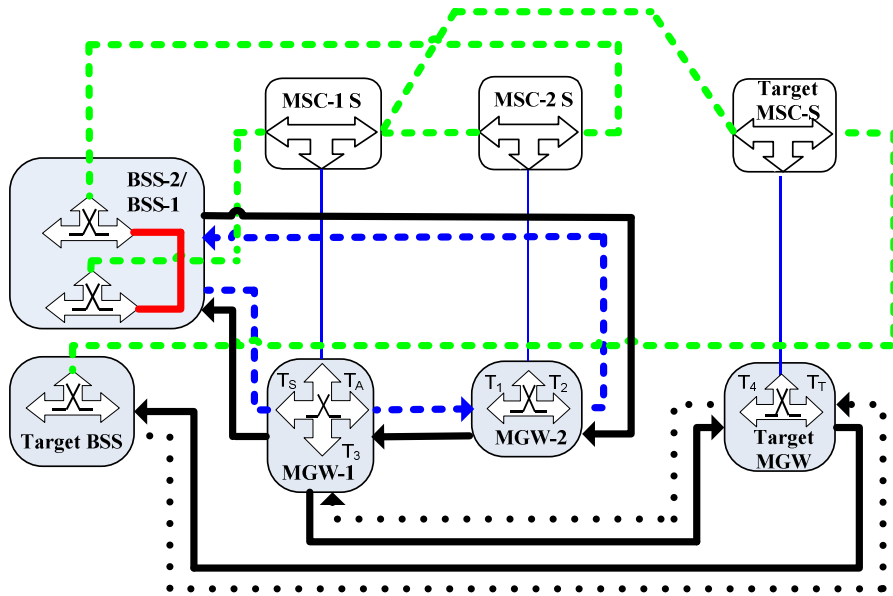 MSC-1 S
MSC-2 S
Target
MSC-S
BSS-2/
BSS-1
TS
TA
T3
MGW-1
T1
T2
MGW-2
T4
TT
Target
MGW
Target BSS